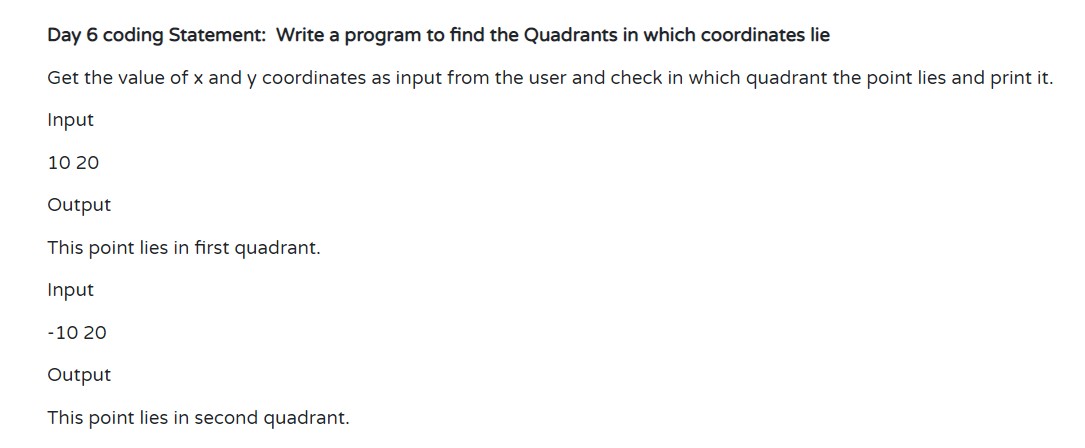 Day 6 coding Statement: Write a program to find the Quadrants in which coordinates lie
Get the value of x and y coordinates as input from the user and check in which quadrant the point lies and print it.
Input
10 20
Output
This point lies in first quadrant.
Input
-10 20
Output
This point lies in second quadrant.